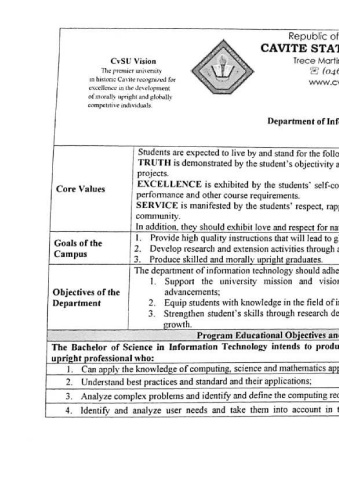 Republic of
CvSU Vision
CAVITE STAT
The premier university
in historic Cavite recognized for
excellence in the development
of morally upright and globally
competitive individuals.
Trece Marti
☏ (046
www.cv
Department of Inf
Core Values
Students are expected to live by and stand for the follo
TRUTH is demonstrated by the student's objectivity a
projects.
EXCELLENCE is exhibited by the students' self-co
performance and other course requirements.
SERVICE is manifested by the students' respect, rap
community.
In addition, they should exhibit love and respect for na
Goals of the
Campus
1. Provide high quality instructions that will lead to g
2. Develop research and extension activities through a
3. Produce skilled and morally upright graduates.
Objectives of the
Department
The department of information technology should adhe
1. Support the university mission and vision
advancements;
2. Equip students with knowledge in the field of i
3. Strengthen student's skills through research de
growth.
Program Educational Objectives an
The Bachelor of Science in Information Technology intends to produ
upright professional who:
1. Can apply the knowledge of computing, science and mathematics app
2. Understand best practices and standard and their applications;
3. Analyze complex problems and identify and define the computing req
4. Identify and analyze user needs and take them into account in t